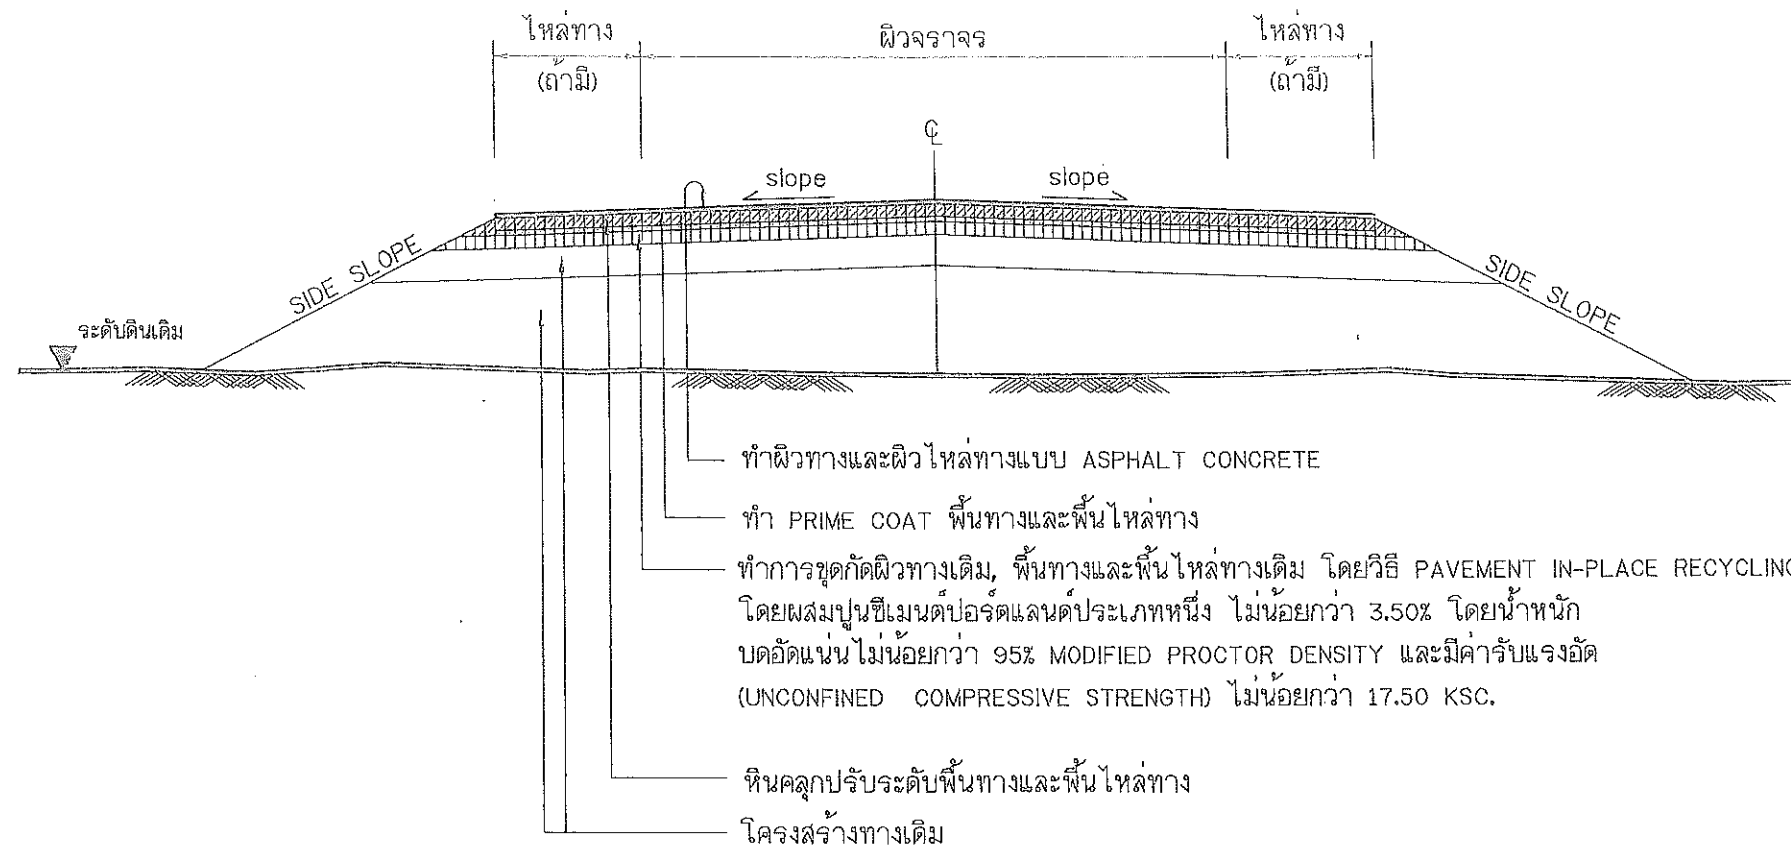 ไหล่ทาง
ผิวจราจร
ไหล่ทาง
(ถ้ามี)
(ถ้ามี)
℄
slope
slope
SIDE SLOPE
SIDE SLOPE
ระดับดินเดิม
ทำผิวทางและผิวไหล่ทางแบบ ASPHALT CONCRETE
ทำ PRIME COAT พื้นทางและพื้นไหล่ทาง
ทำการขุดกัดผิวทางเดิม, พื้นทางและพื้นไหล่ทางเดิม โดยวิธี PAVEMENT IN-PLACE RECYCLING
โดยผสมปูนซีเมนต์ปอร์ตแลนด์ประเภทหนึ่ง ไม่น้อยกว่า 3.50% โดยน้ำหนัก
บดอัดแน่นไม่น้อยกว่า 95% MODIFIED PROCTOR DENSITY และมีค่ารับแรงอัด
(UNCONFINED COMPRESSIVE STRENGTH) ไม่น้อยกว่า 17.50 KSC.
หินคลุกปรับระดับพื้นทางและพื้นไหล่ทาง
โครงสร้างทางเดิม